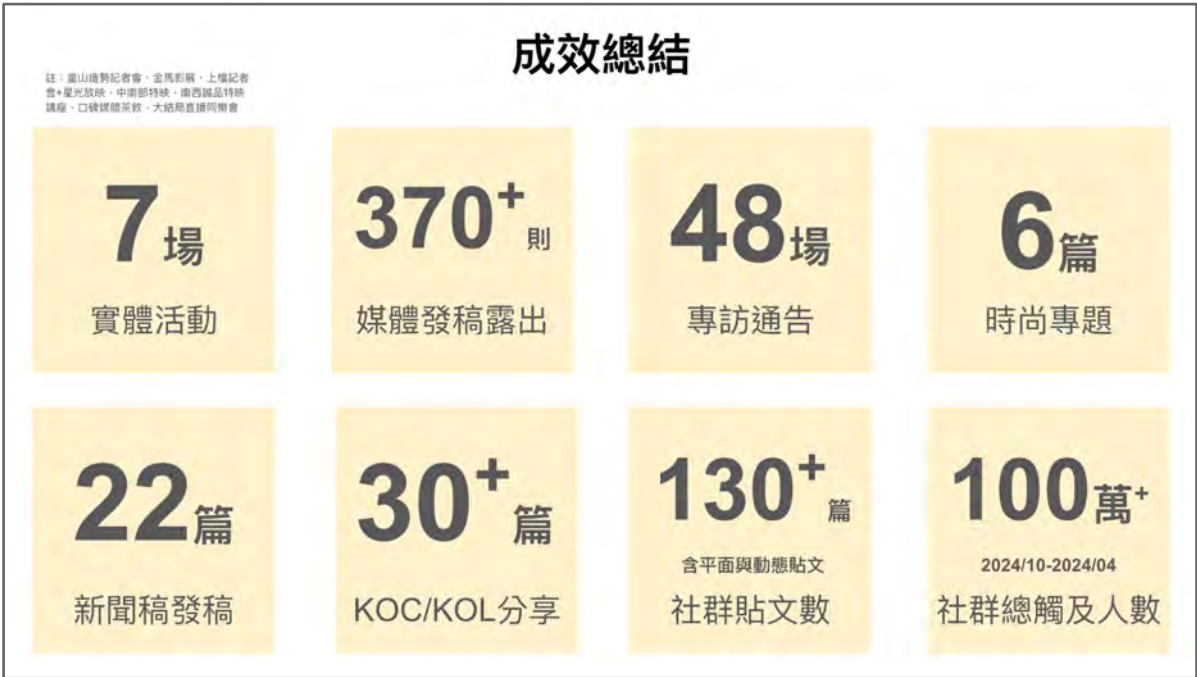 成效總結
註：釜山造勢記者會、金馬影展、上檔記者
會+星光放映、中南部特映、南西誠品特映
講座、口碑媒體茶敘、大結局直播同樂會
7場
實體活動
370+則
媒體發稿露出
48場
專訪通告
6篇
時尚專題
22篇
新聞稿發稿
30+篇
KOC/KOL分享
130+篇
含平面與動態貼文
社群貼文數
100萬+
2024/10-2024/04
社群總觸及人數